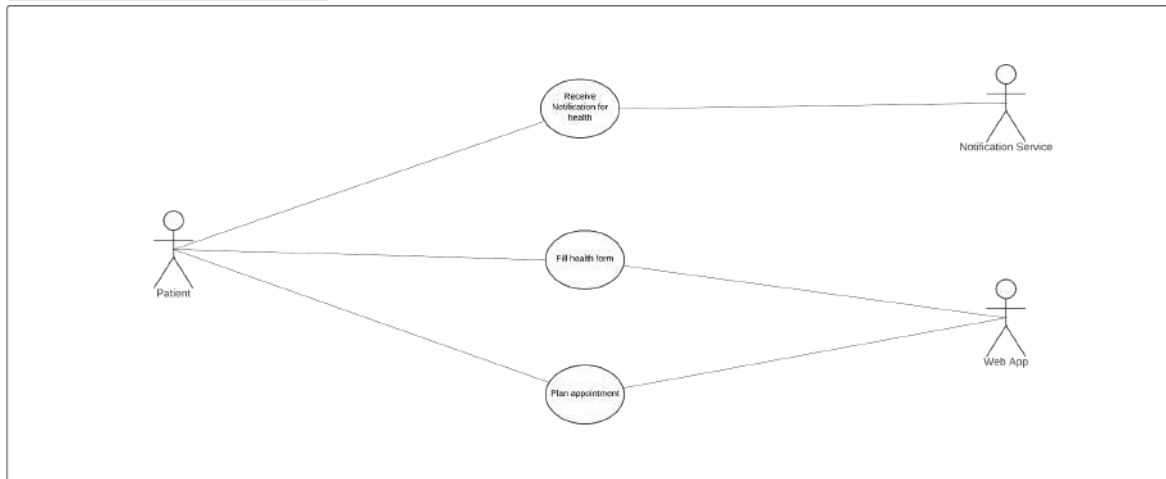 Receive
Notification for
health
Notification Service
Fill health form
Patient
Web App
Plan appointment